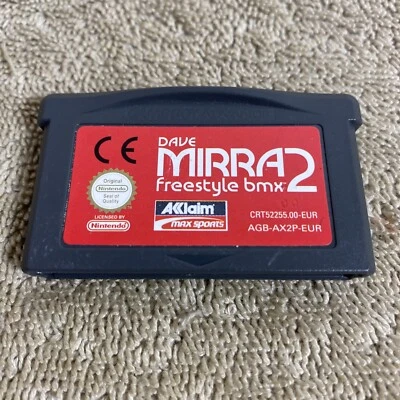 CE
DAVE
MIRRA 2
freestyle bmx
Original
Nintendo
Seal of
Quality
LICENSED BY
Nintendo
AKlaim
MAX SPORTS
CRT52255.00-EUR
AGB-AX2P-EUR